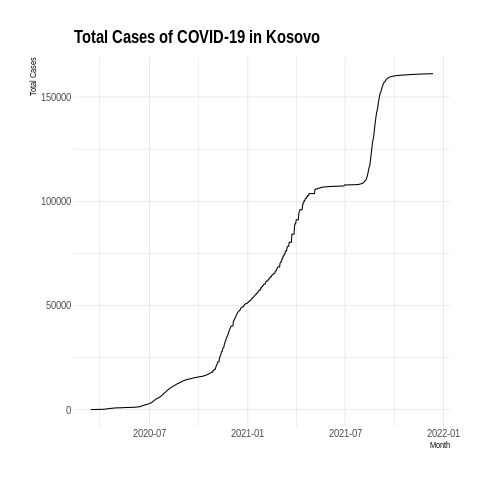 Total Cases of COVID-19 in Kosovo
Total Cases
150000
100000
50000
0
2020-07 2021-01 2021-07 2022-01
Month